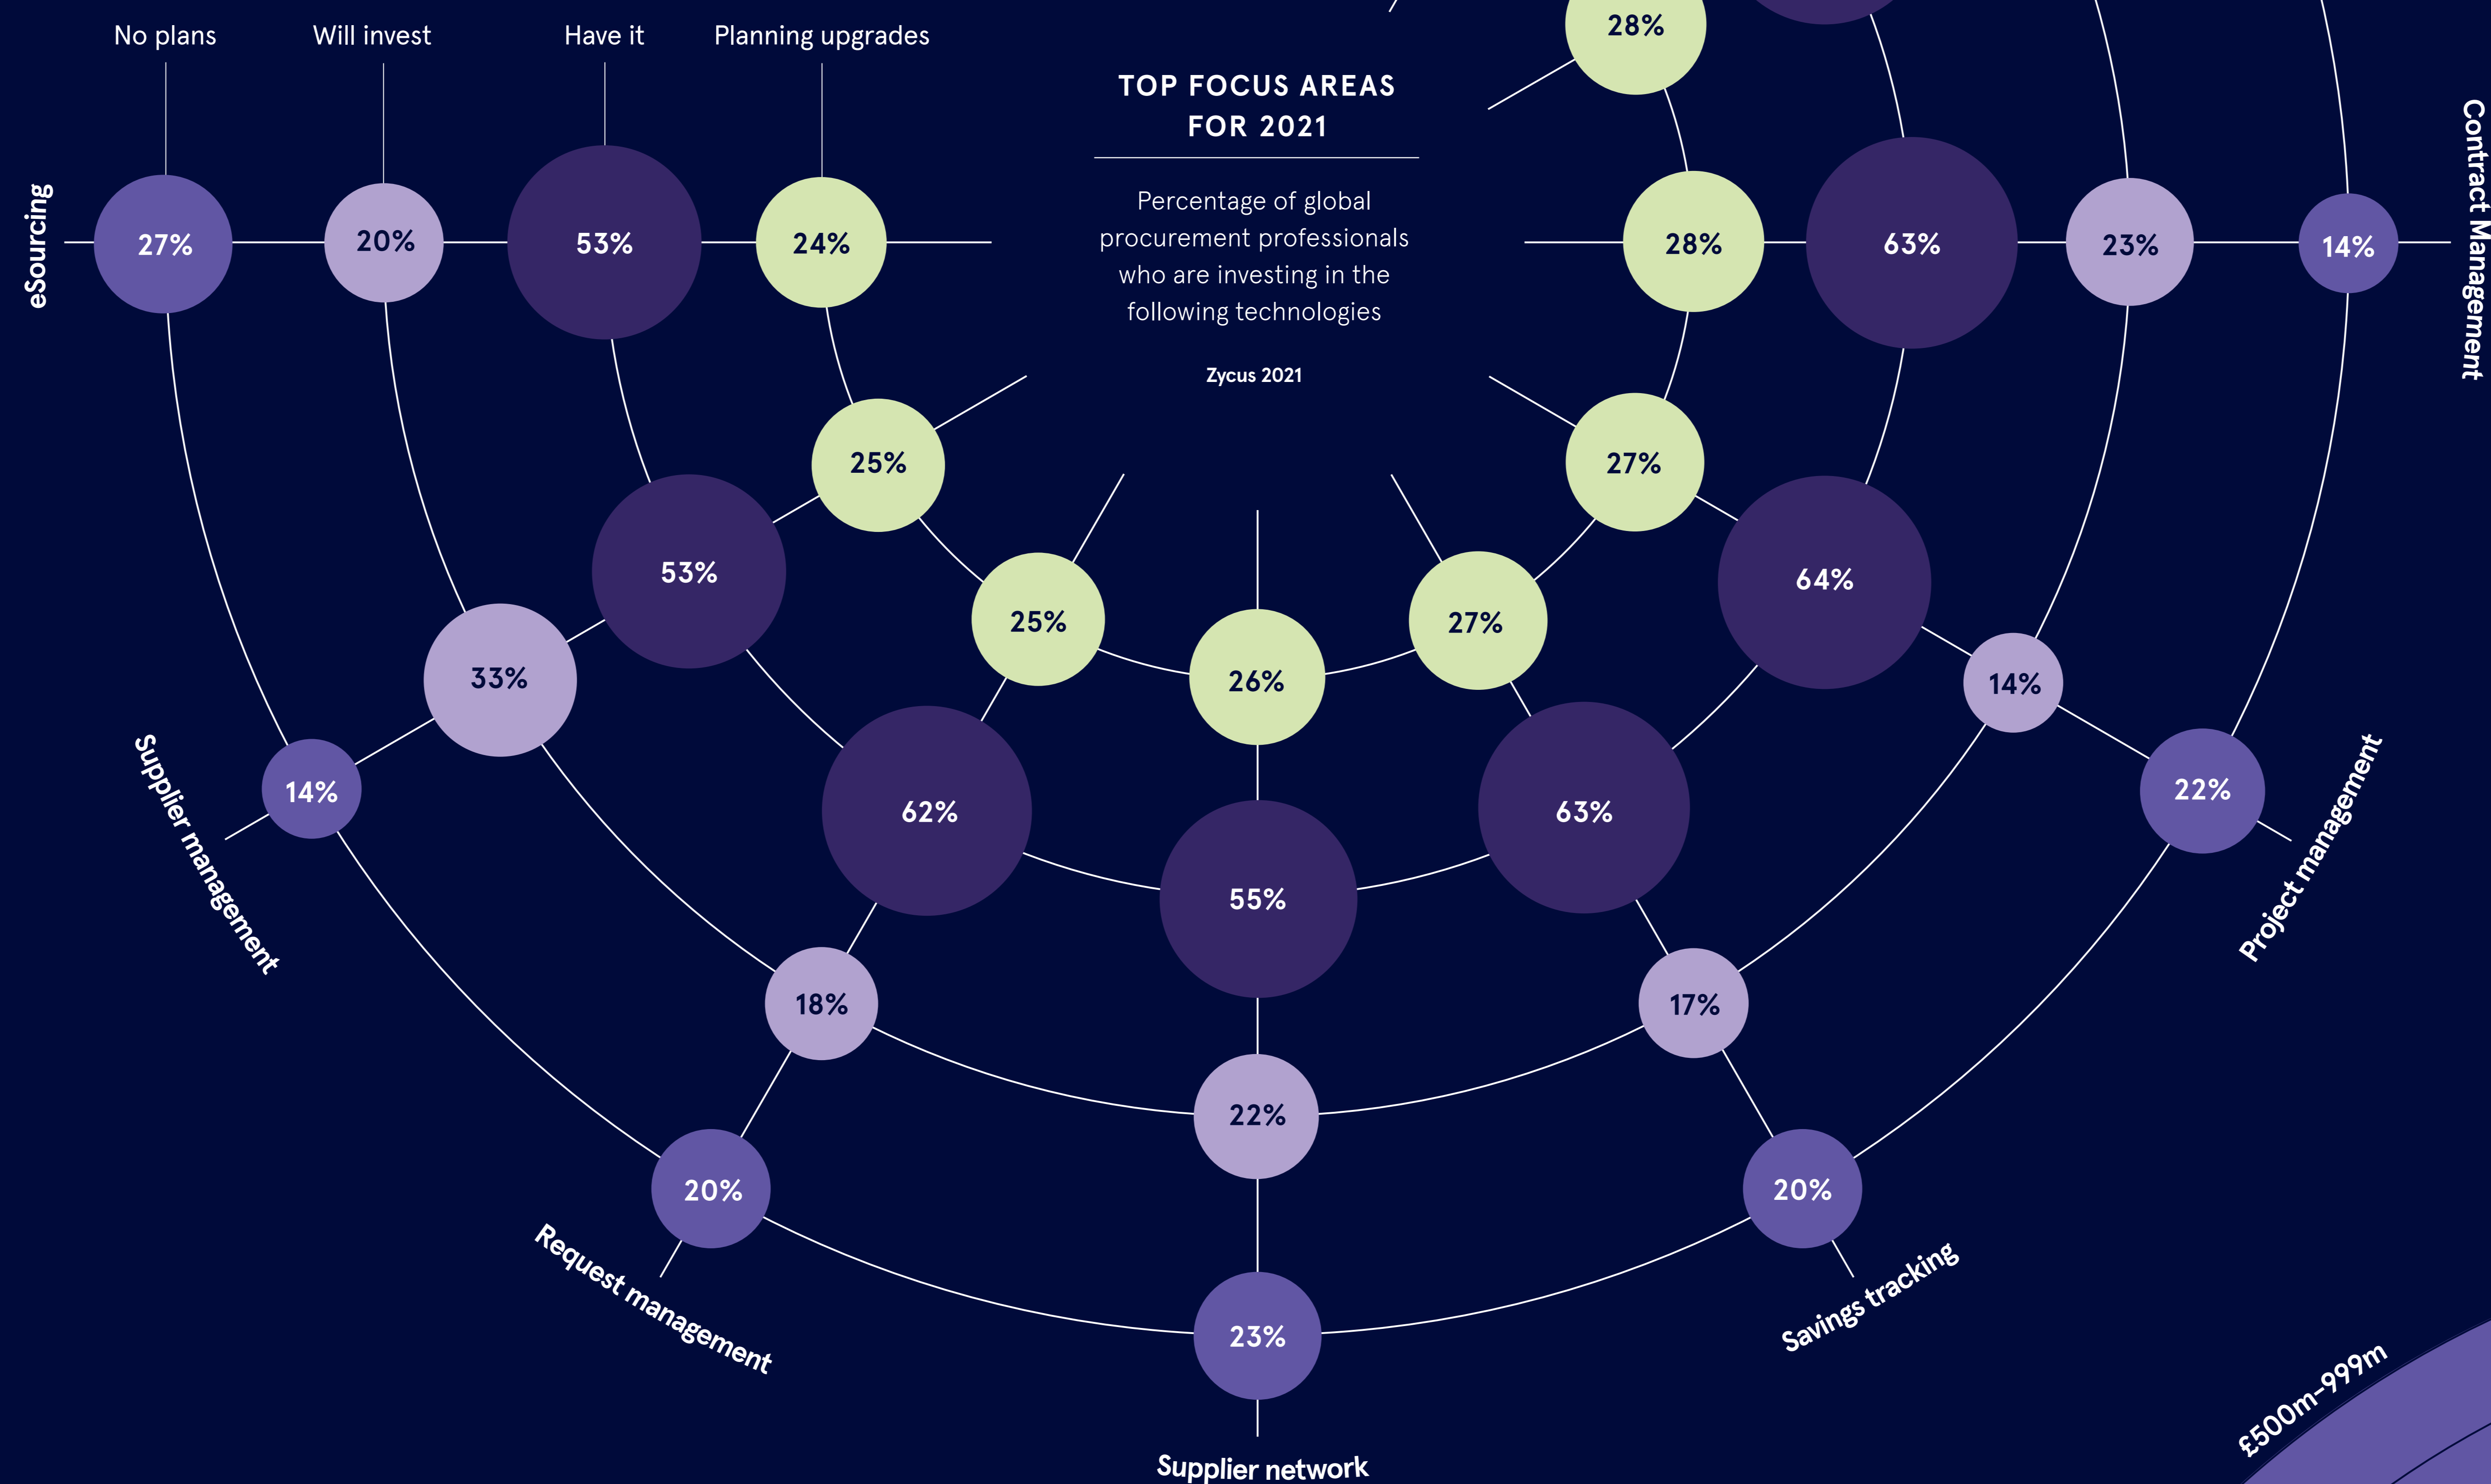 No plans
Will invest
Have it
Planning upgrades
28%
TOP FOCUS AREAS
FOR 2021
Percentage of global
procurement professionals
who are investing in the
following technologies
Zycus 2021
eSourcing
27%
20%
53%
24%
28%
63%
23%
14%
Contract Management
25%
53%
33%
14%
Supplier management
25%
62%
18%
20%
Request management
26%
55%
22%
23%
Supplier network
27%
63%
17%
20%
Savings tracking
27%
64%
14%
22%
Project management
£500m-999m